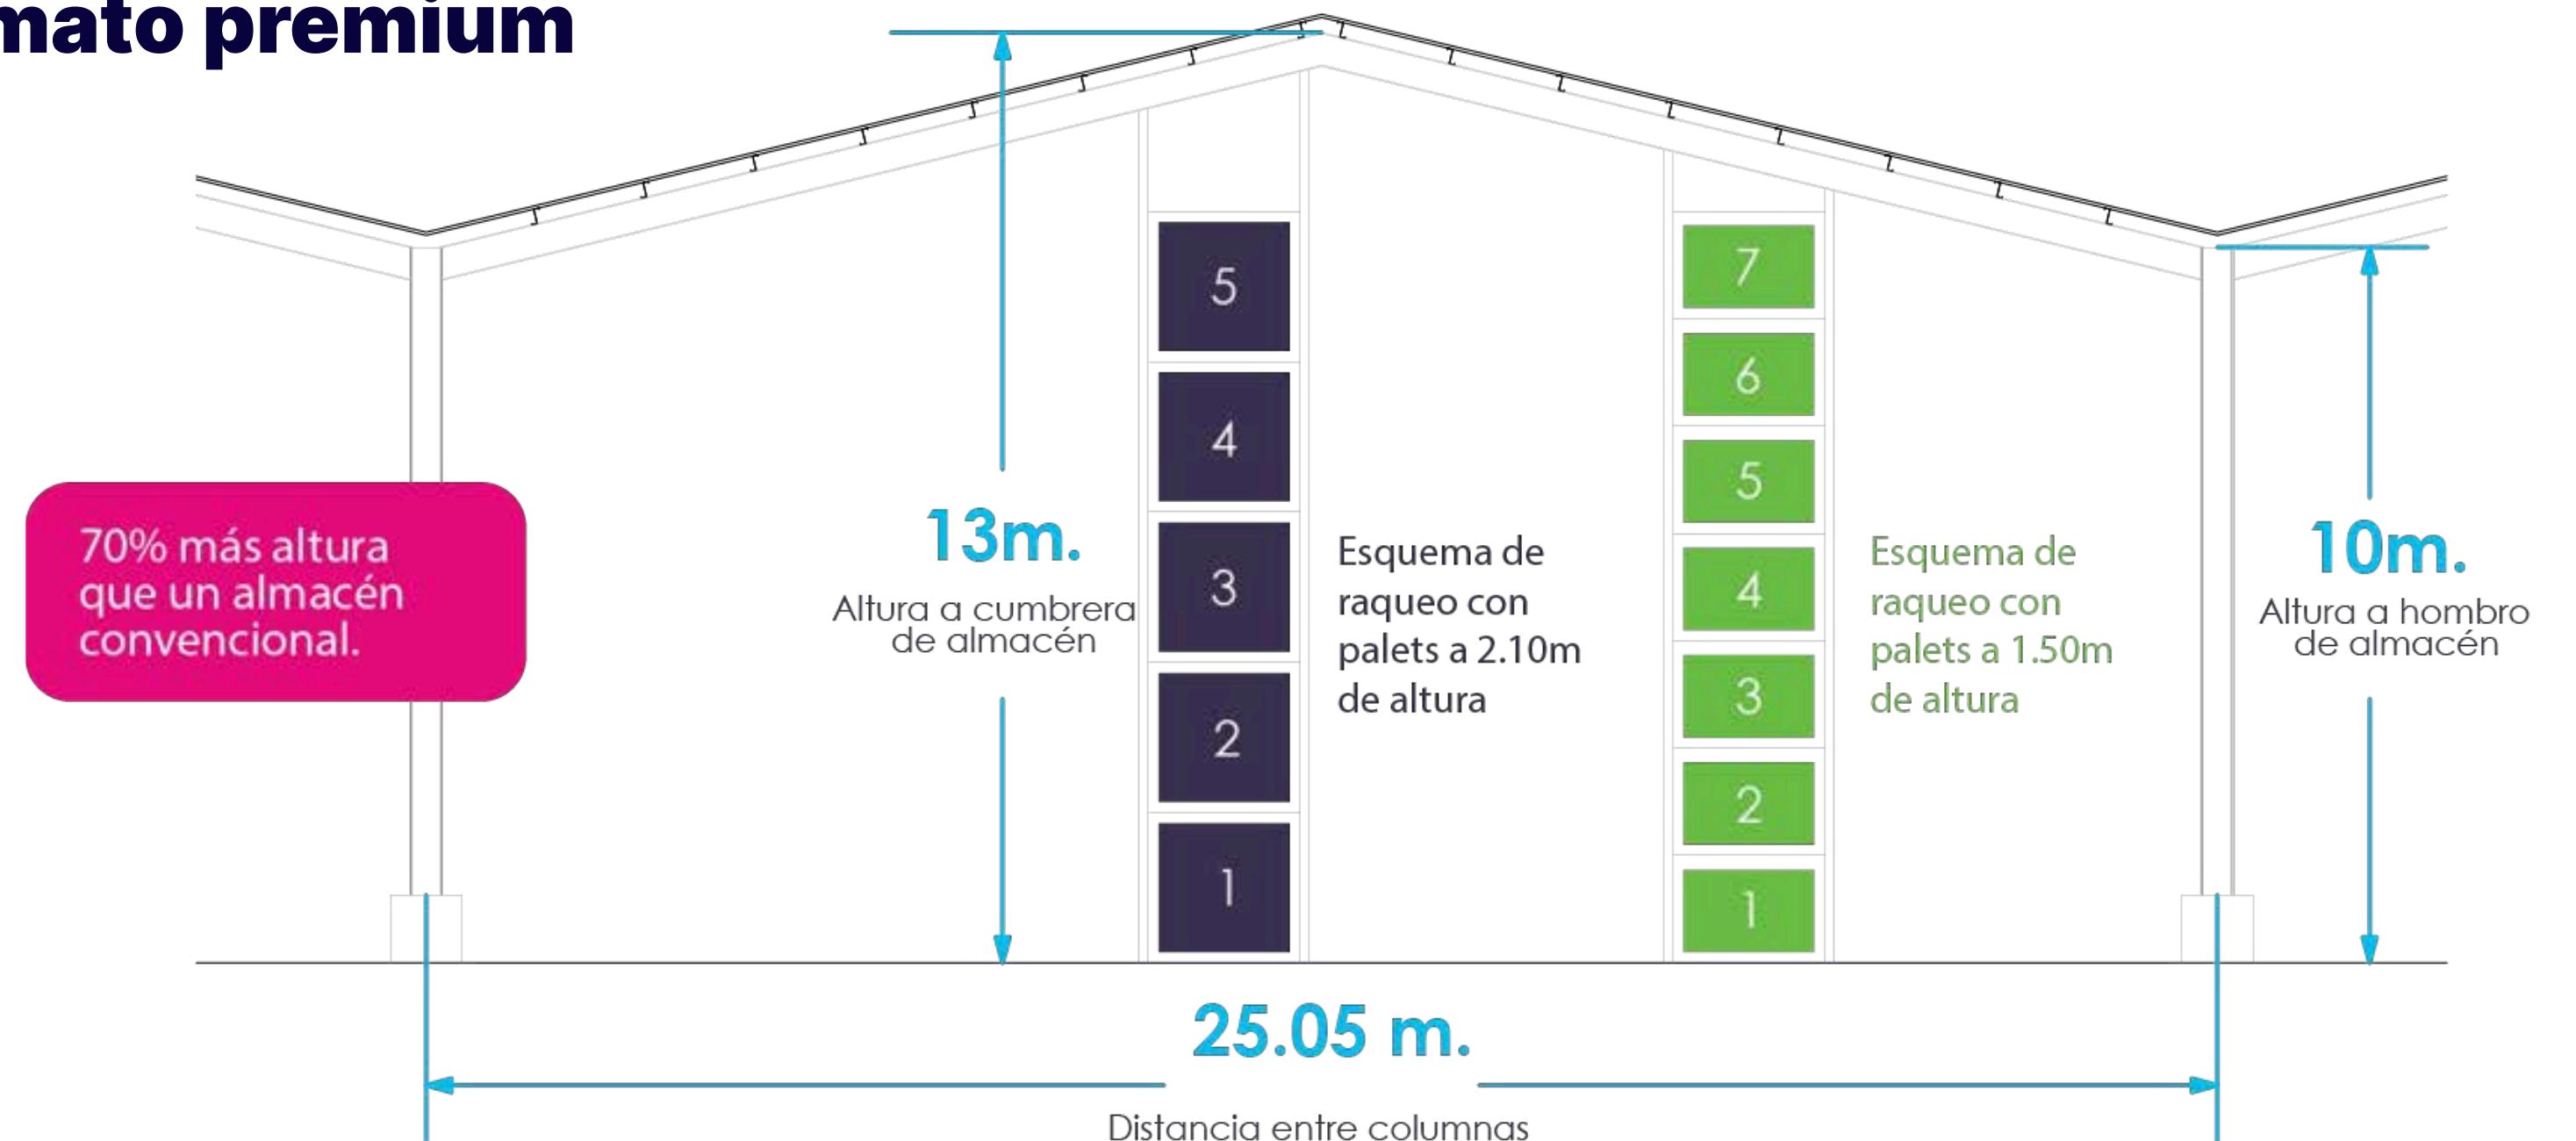 mato premium
70% más altura
que un almacén
convencional.
13m.
Altura a cumbrera
de almacén
5
4
3
2
1
Esquema de
raqueo con
palets a 2.10m
de altura
7
6
5
4
3
2
1
Esquema de
raqueo con
palets a 1.50m
de altura
10m.
Altura a hombro
de almacén
25.05 m.
Distancia entre columnas